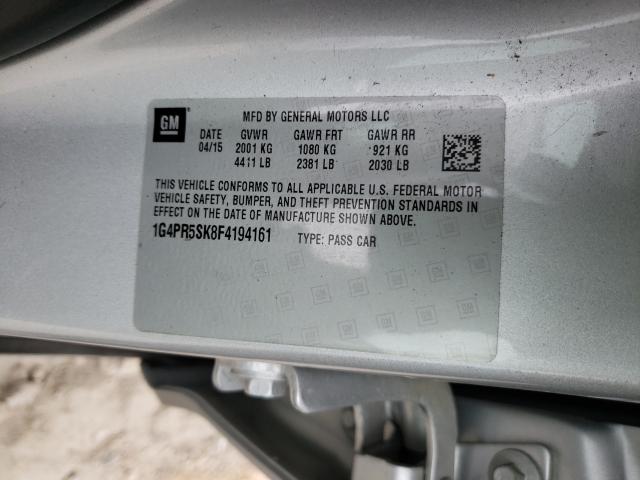 GM
MFD BY GENERAL MOTORS LLC
DATE GVWR GAWR FRT GAWR RR
04/15 2001 KG 1080 KG 921 KG
4411 LB 2381 LB 2030 LB
THIS VEHICLE CONFORMS TO ALL APPLICABLE U.S. FEDERAL MOTOR
VEHICLE SAFETY, BUMPER, AND THEFT PREVENTION STANDARDS IN
EFFECT ON THE DATE OF MANUFACTURE SHOWN ABOVE.
1G4PR5SK8F4194161 TYPE: PASS CAR